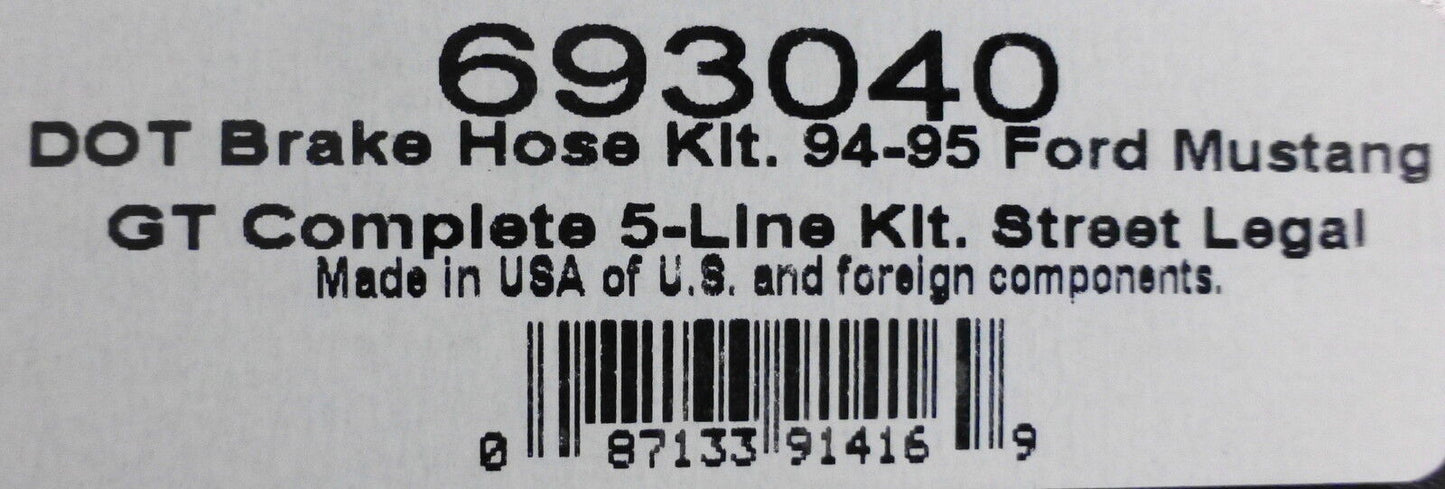 693040
DOT Brake Hose Kit. 94-95 Ford Mustang
GT Complete 5-Line Kit. Street Legal
Made in USA of U.S. and foreign components.
0 87133 91416 9